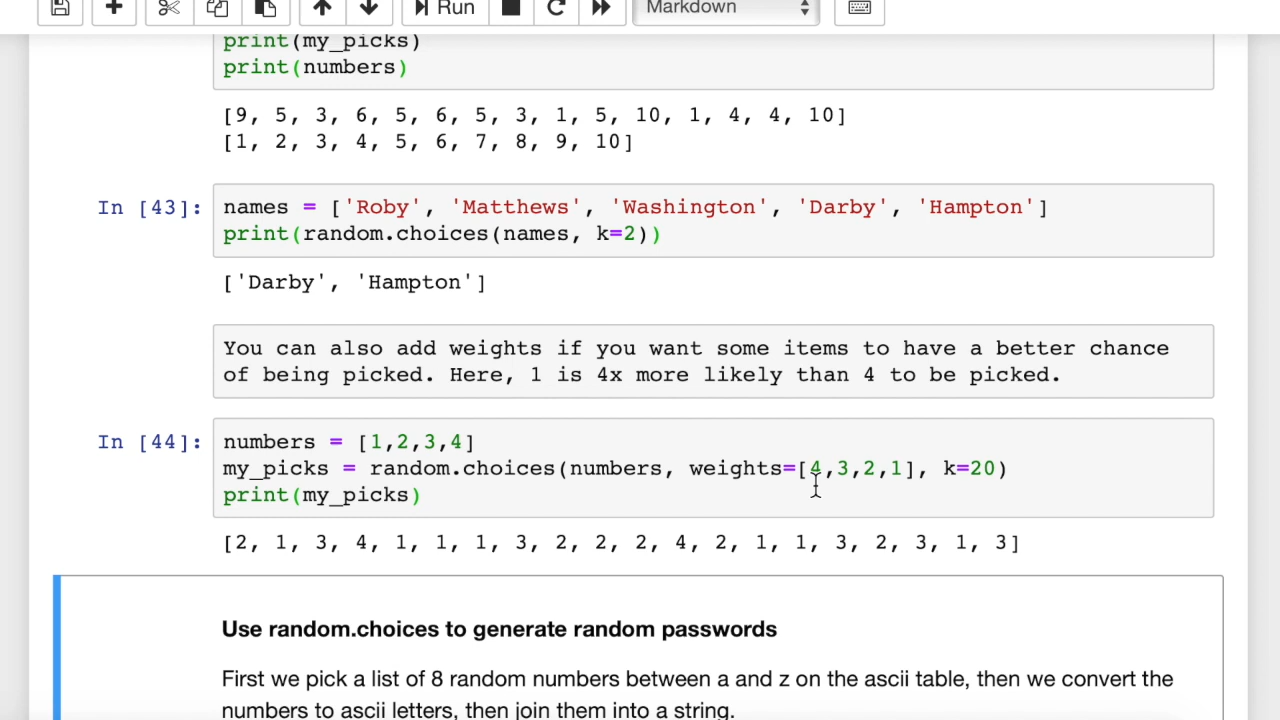 Run
Markdown
print(my_picks)
print(numbers)
[9, 5, 3, 6, 5, 6, 5, 3, 1, 5, 10, 1, 4, 4, 10]
[1, 2, 3, 4, 5, 6, 7, 8, 9, 10]
In [43]:
names = ['Roby', 'Matthews', 'Washington', 'Darby', 'Hampton']
print(random.choices(names, k=2))
['Darby', 'Hampton']
You can also add weights if you want some items to have a better chance
of being picked. Here, 1 is 4x more likely than 4 to be picked.
In [44]:
numbers = [1,2,3,4]
my_picks = random.choices(numbers, weights=[4,3,2,1], k=20)
print(my_picks)
[2, 1, 3, 4, 1, 1, 1, 3, 2, 2, 2, 4, 2, 1, 1, 3, 2, 3, 1, 3]
Use random.choices to generate random passwords
First we pick a list of 8 random numbers between a and z on the ascii table, then we convert the
numbers to ascii letters, then join them into a string.